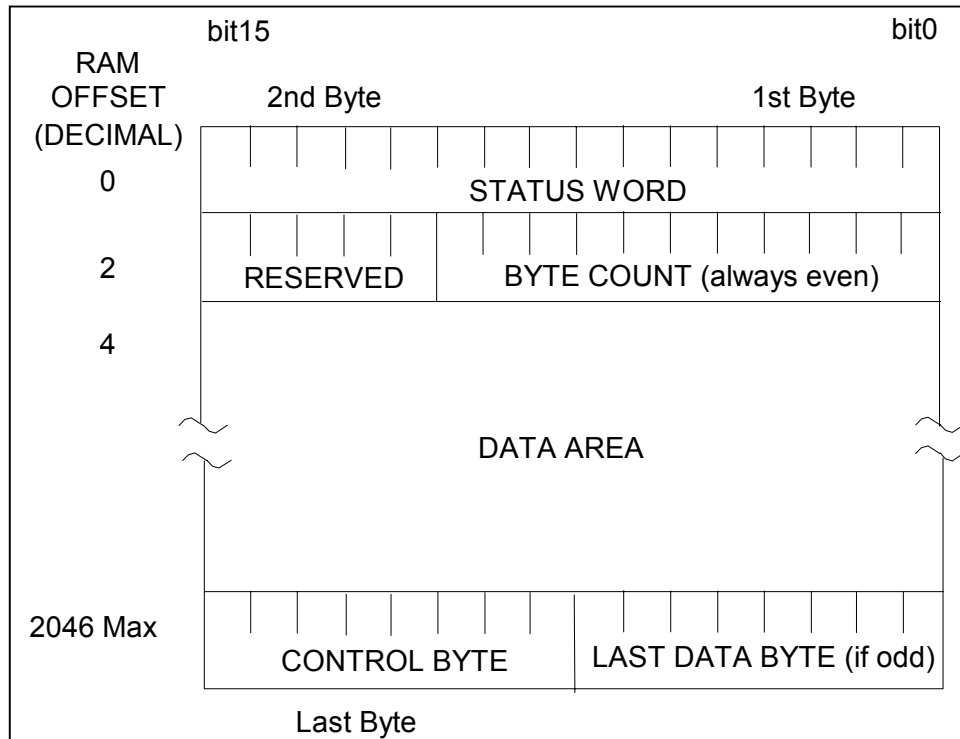 bit15 bit0
RAM
OFFSET
(DECIMAL)
2nd Byte 1st Byte
0 STATUS WORD
2 RESERVED BYTE COUNT (always even)
4
DATA AREA
2046 Max CONTROL BYTE LAST DATA BYTE (if odd)
Last Byte